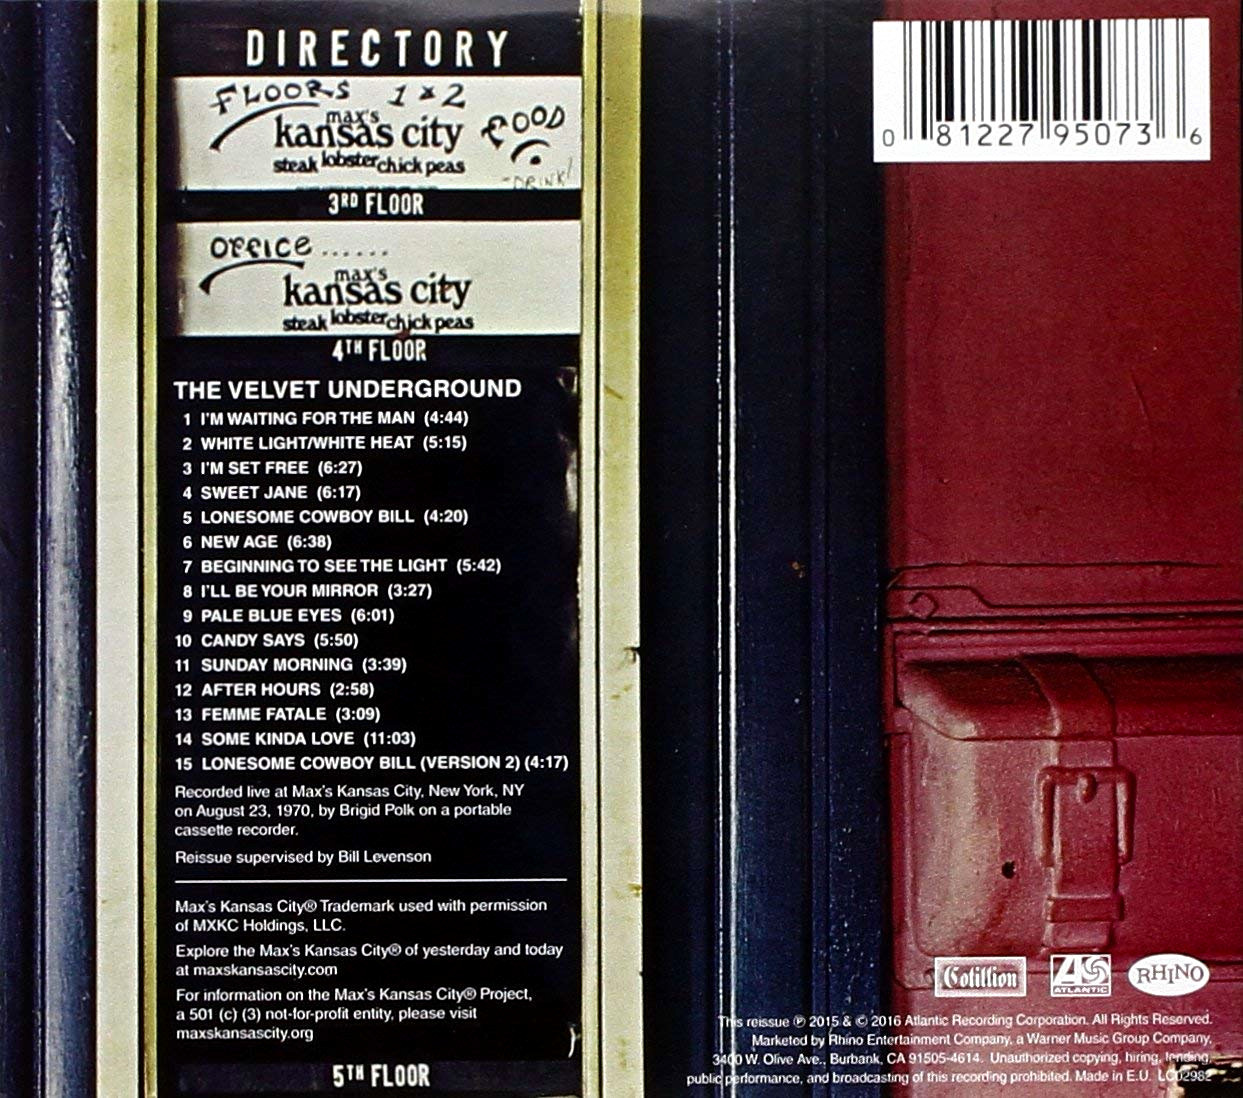 DIRECTORY
FLOORS 1 & 2
max's
kansas city
steak lobster chick peas
FOOD
"DRINK!
3RD FLOOR
OFFICE......
max's
kansas city
steak lobster chick peas
4TH FLOOR
THE VELVET UNDERGROUND
1 I'M WAITING FOR THE MAN (4:44)
2 WHITE LIGHT/WHITE HEAT (5:15)
3 I'M SET FREE (6:27)
4 SWEET JANE (6:17)
5 LONESOME COWBOY BILL (4:20)
6 NEW AGE (6:38)
7 BEGINNING TO SEE THE LIGHT (5:42)
8 I'LL BE YOUR MIRROR (3:27)
9 PALE BLUE EYES (6:01)
10 CANDY SAYS (5:50)
11 SUNDAY MORNING (3:39)
12 AFTER HOURS (2:58)
13 FEMME FATALE (3:09)
14 SOME KINDA LOVE (11:03)
15 LONESOME COWBOY BILL (VERSION 2) (4:17)
Recorded live at Max's Kansas City, New York, NY
on August 23, 1970, by Brigid Polk on a portable
cassette recorder.
Reissue supervised by Bill Levenson
Max's Kansas City® Trademark used with permission
of MXKC Holdings, LLC.
Explore the Max's Kansas City® of yesterday and today
at maxskansascity.com
For information on the Max's Kansas City® Project,
a 501 (c) (3) not-for-profit entity, please visit
maxskansascity.org
5TH FLOOR
0 81227 95073 6
Cotillion
ATLANTIC
RHINO
This reissue ℗ 2015 & © 2016 Atlantic Recording Corporation. All Rights Reserved.
Marketed by Rhino Entertainment Company, a Warner Music Group Company,
3400 W. Olive Ave., Burbank, CA 91505-4614. Unauthorized copying, hiring, lending,
public performance, and broadcasting of this recording prohibited. Made in E.U. LC02982